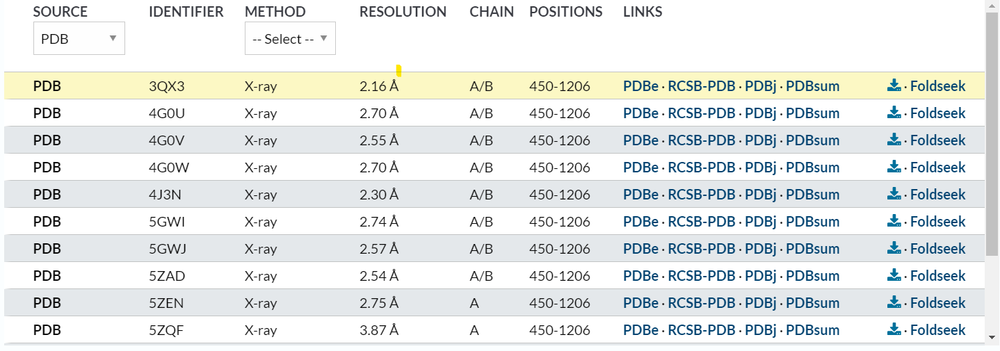 SOURCE IDENTIFIER METHOD RESOLUTION CHAIN POSITIONS LINKS
PDB -- Select --
PDB 3QX3 X-ray 2.16 Å A/B 450-1206 PDBe · RCSB-PDB · PDBj · PDBsum · Foldseek
PDB 4G0U X-ray 2.70 Å A/B 450-1206 PDBe · RCSB-PDB · PDBj · PDBsum · Foldseek
PDB 4G0V X-ray 2.55 Å A/B 450-1206 PDBe · RCSB-PDB · PDBj · PDBsum · Foldseek
PDB 4G0W X-ray 2.70 Å A/B 450-1206 PDBe · RCSB-PDB · PDBj · PDBsum · Foldseek
PDB 4J3N X-ray 2.30 Å A/B 450-1206 PDBe · RCSB-PDB · PDBj · PDBsum · Foldseek
PDB 5GWI X-ray 2.74 Å A/B 450-1206 PDBe · RCSB-PDB · PDBj · PDBsum · Foldseek
PDB 5GWJ X-ray 2.57 Å A/B 450-1206 PDBe · RCSB-PDB · PDBj · PDBsum · Foldseek
PDB 5ZAD X-ray 2.54 Å A/B 450-1206 PDBe · RCSB-PDB · PDBj · PDBsum · Foldseek
PDB 5ZEN X-ray 2.75 Å A 450-1206 PDBe · RCSB-PDB · PDBj · PDBsum · Foldseek
PDB 5ZQF X-ray 3.87 Å A 450-1206 PDBe · RCSB-PDB · PDBj · PDBsum · Foldseek